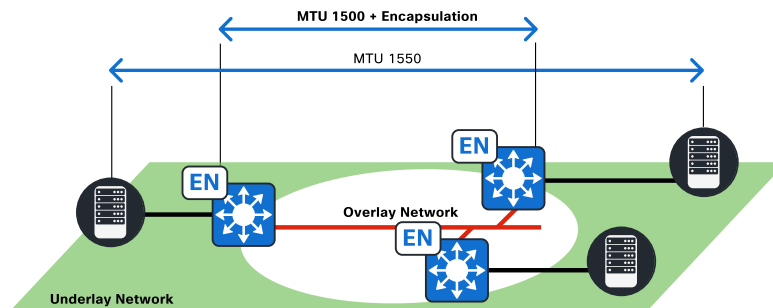 MTU 1500 + Encapsulation
MTU 1550
EN
EN
Overlay Network
EN
Underlay Network